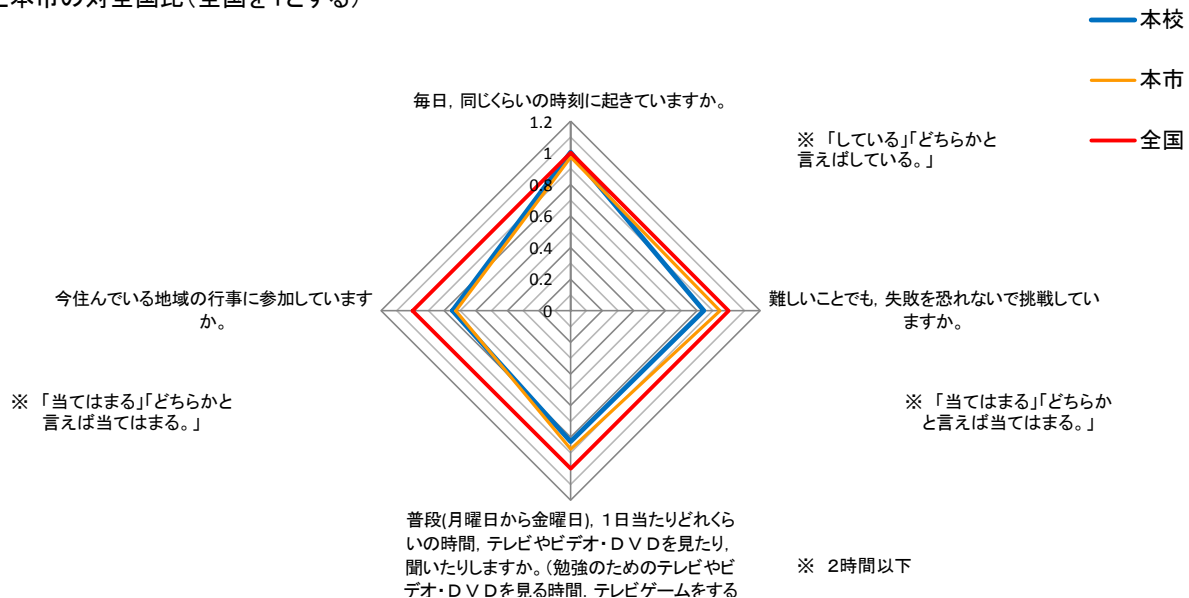 と本市の対全国比(全国を1とする)
本校
本市
全国
毎日，同じくらいの時刻に起きていますか。
※ 「している」「どちらかと
言えばしている。」
1.2
1
0.8
0.6
0.4
0.2
0
今住んでいる地域の行事に参加しています
か。
難しいことでも，失敗を恐れないで挑戦してい
ますか。
※ 「当てはまる」「どちらかと
言えば当てはまる。」
※ 「当てはまる」「どちらか
と言えば当てはまる。」
普段(月曜日から金曜日)，1日当たりどれくら
いの時間，テレビやビデオ・DVDを見たり，
聞いたりしますか。(勉強のためのテレビやビ
デオ・DVDを見る時間，テレビゲームをする
※ 2時間以下